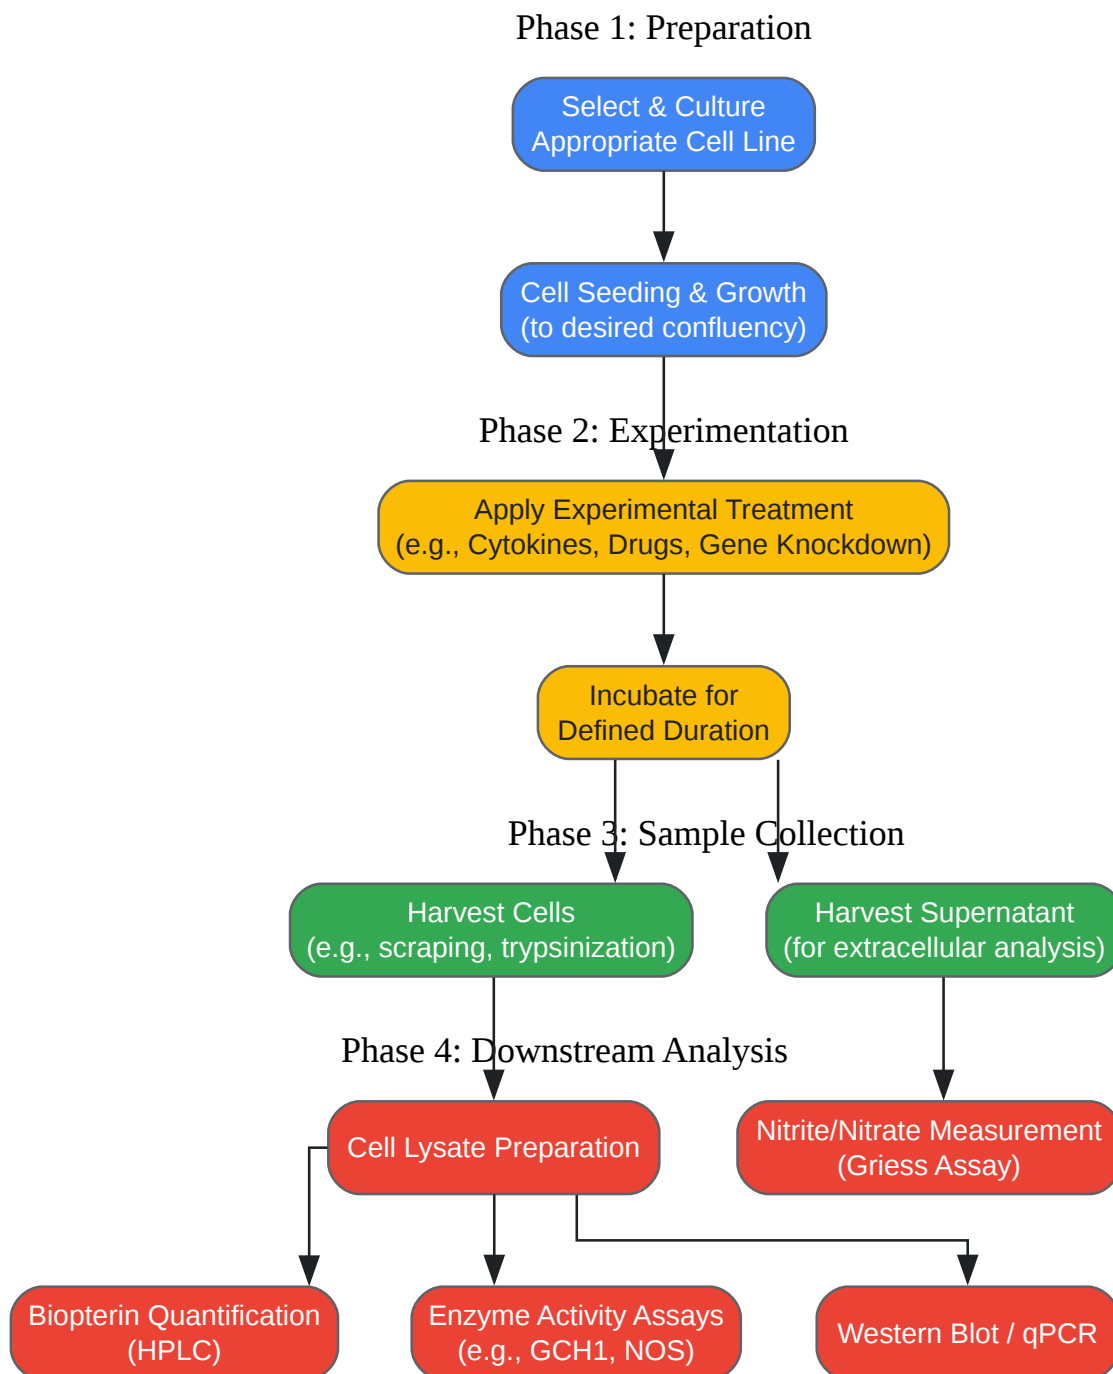 Phase 1: Preparation
Select & Culture
Appropriate Cell Line
Cell Seeding & Growth
(to desired confluency)
Phase 2: Experimentation
Apply Experimental Treatment
(e.g., Cytokines, Drugs, Gene Knockdown)
Incubate for
Defined Duration
Phase 3: Sample Collection
Harvest Cells
(e.g., scraping, trypsinization)
Harvest Supernatant
(for extracellular analysis)
Phase 4: Downstream Analysis
Cell Lysate Preparation
Nitrite/Nitrate Measurement
(Griess Assay)
Biopterin Quantification
(HPLC)
Enzyme Activity Assays
(e.g., GCH1, NOS)
Western Blot / qPCR